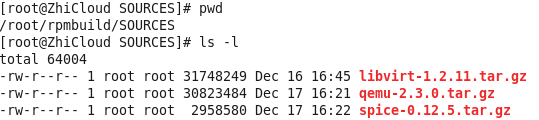 [root@ZhiCloud SOURCES]# pwd
/root/rpmbuild/SOURCES
[root@ZhiCloud SOURCES]# ls -l
total 64004
-rw-r--r-- 1 root root 31748249 Dec 16 16:45 libvirt-1.2.11.tar.gz
-rw-r--r-- 1 root root 30823484 Dec 17 16:21 qemu-2.3.0.tar.gz
-rw-r--r-- 1 root root  2958580 Dec 17 16:22 spice-0.12.5.tar.gz